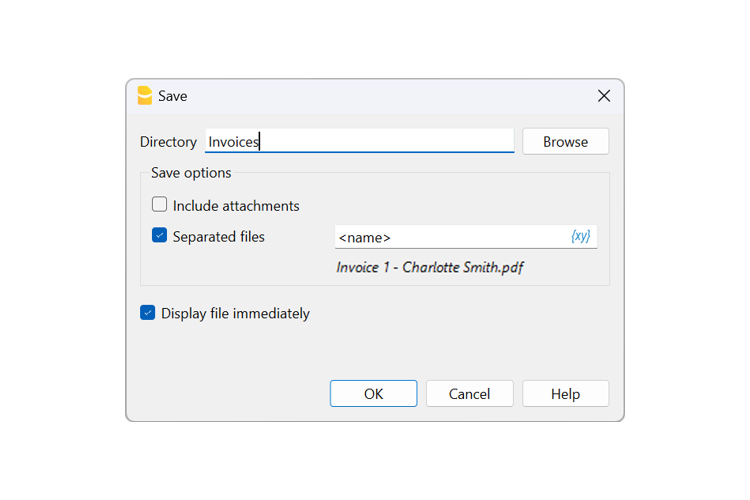 Save
Directory Invoices Browse
Save options
Include attachments
Separated files <name> {xy}
Invoice 1 - Charlotte Smith.pdf
Display file immediately
OK Cancel Help